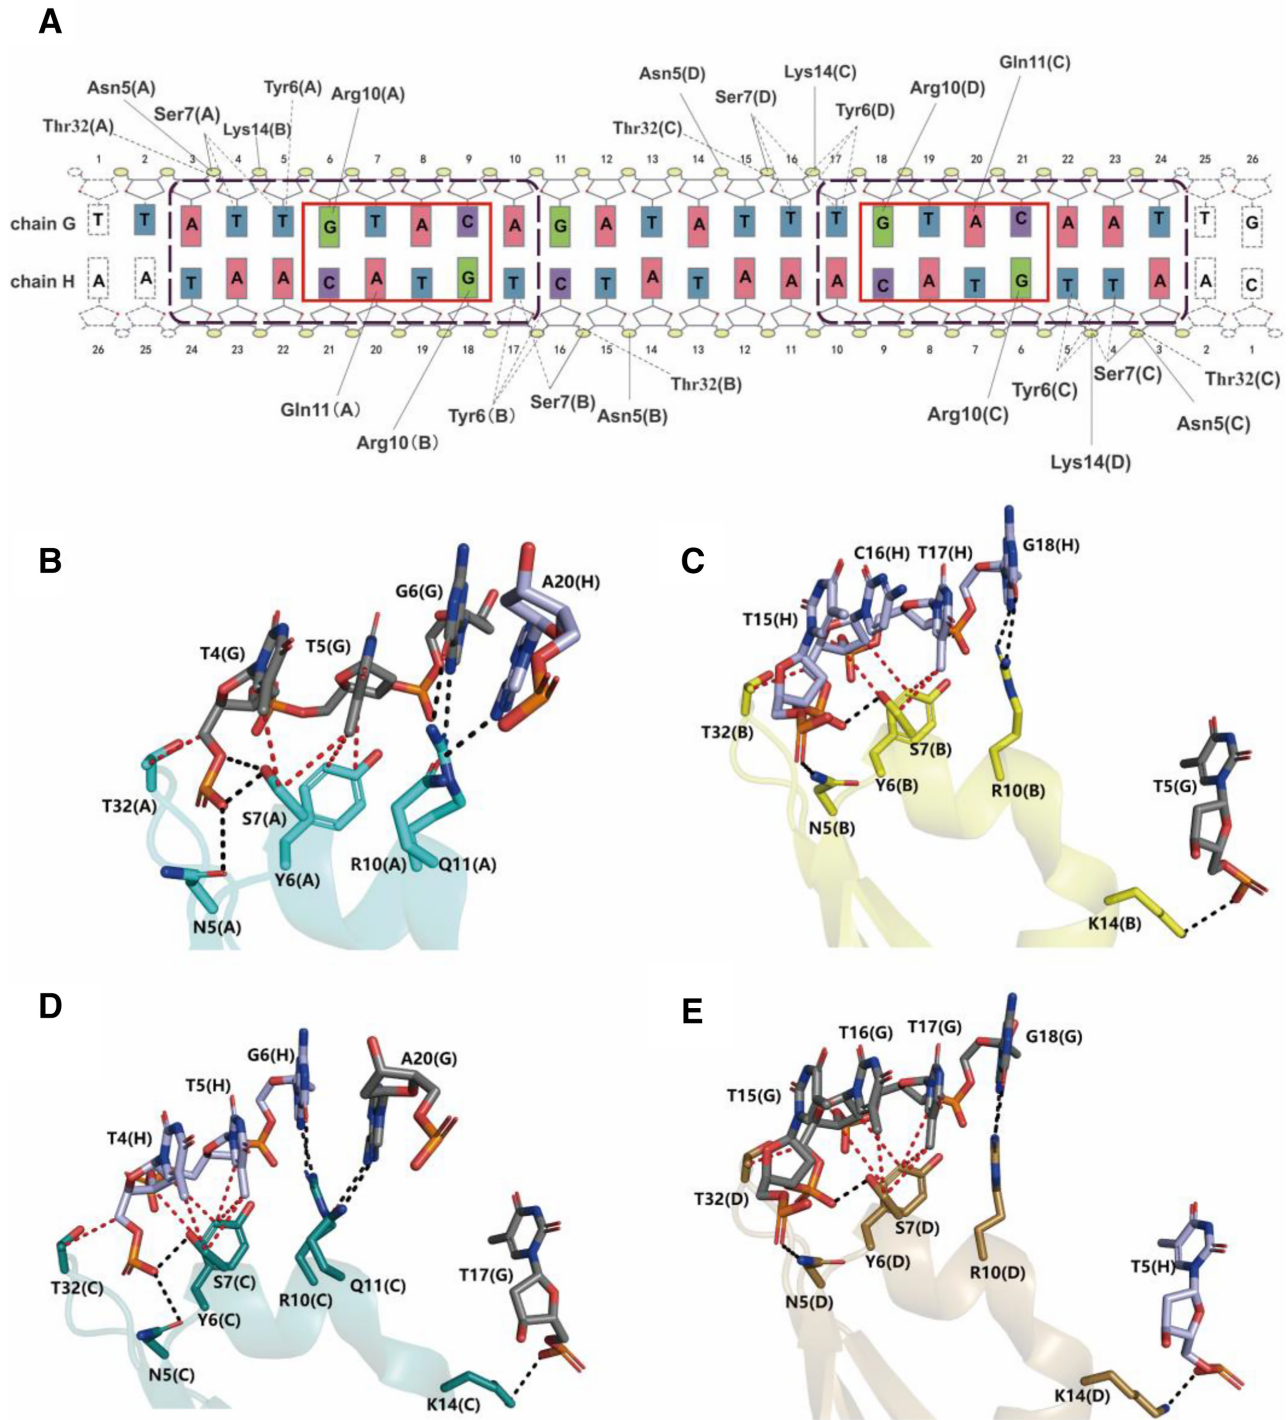 A
Asn5(A)
Ser7(A)
Tyr6(A)
Arg10(A)
Thr32(A)
Lys14(B)
Asn5(D)
Ser7(D)
Lys14(C)
Gln11(C)
Arg10(D)
Tyr6(D)
Thr32(C)
1 2 3 4 5 6 7 8 9 10 11 12 13 14 15 16 17 18 19 20 21 22 23 24 25 26
chain G T T A T T G T A C A G A T A T T T G T A C A A T T G
chain H A A T A A C A T G T C T A T A A A C A T G T T A A C
26 25 24 23 22 21 20 19 18 17 16 15 14 13 12 11 10 9 8 7 6 5 4 3 2 1
Gln11(A)
Arg10(B)
Tyr6(B)
Ser7(B)
Asn5(B)
Thr32(B)
Arg10(C)
Tyr6(C)
Ser7(C)
Thr32(C)
Asn5(C)
Lys14(D)
B
G6(G)
A20(H)
T4(G)
T5(G)
T32(A)
S7(A)
Y6(A)
R10(A)
Q11(A)
N5(A)
C
C16(H)
T17(H)
G18(H)
T15(H)
T32(B)
S7(B)
Y6(B)
R10(B)
N5(B)
T5(G)
K14(B)
D
G6(H)
A20(G)
T5(H)
T4(H)
T32(C)
S7(C)
Y6(C)
R10(C)
Q11(C)
N5(C)
T17(G)
K14(C)
E
T16(G)
T17(G)
G18(G)
T15(G)
T32(D)
S7(D)
Y6(D)
R10(D)
N5(D)
T5(H)
K14(D)